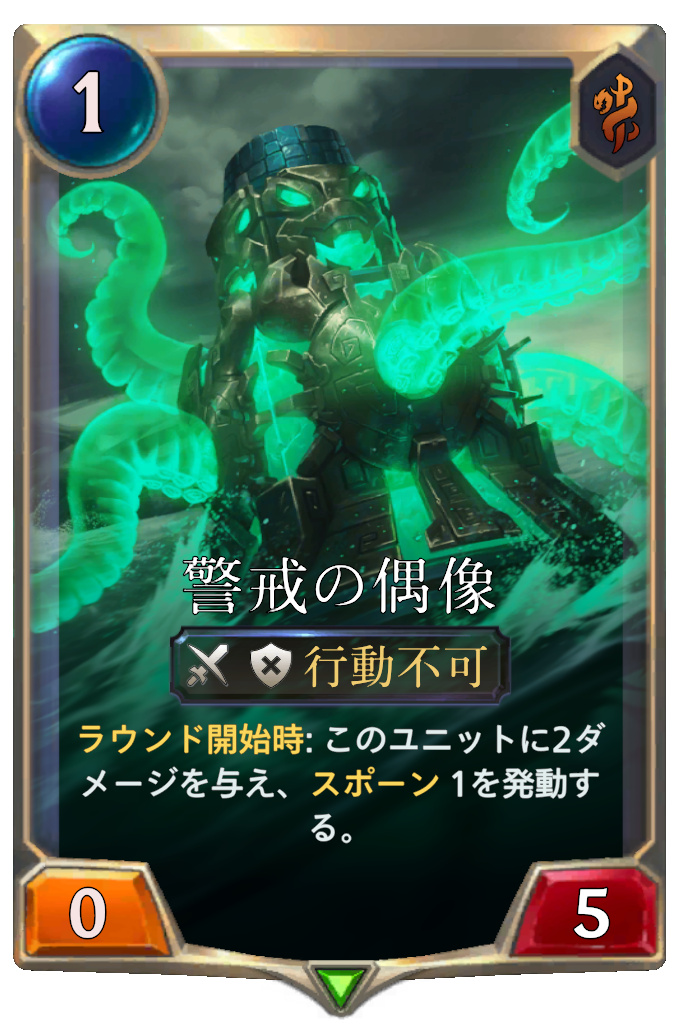 1
警戒の偶像
行動不可
ラウンド開始時: このユニットに2ダ
メージを与え、スポーン 1を発動す
る。
0
5